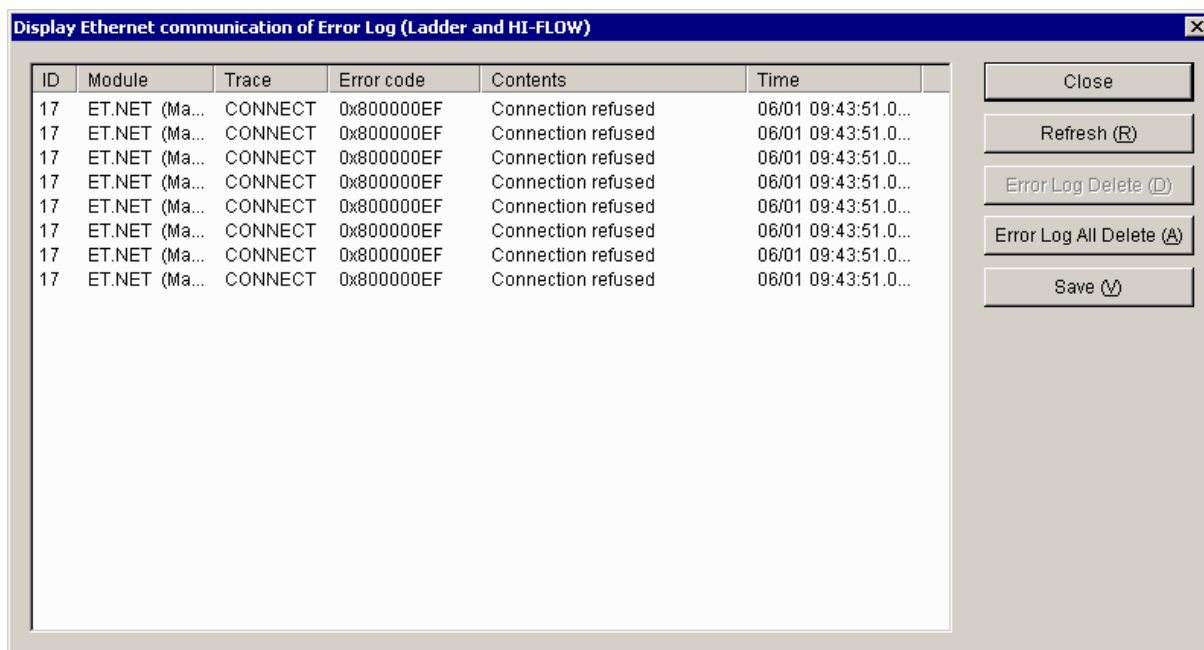 Display Ethernet communication of Error Log (Ladder and HI-FLOW)
ID Module Trace Error code Contents Time
17 ET.NET (Ma... CONNECT 0x800000EF Connection refused 06/01 09:43:51.0...
17 ET.NET (Ma... CONNECT 0x800000EF Connection refused 06/01 09:43:51.0...
17 ET.NET (Ma... CONNECT 0x800000EF Connection refused 06/01 09:43:51.0...
17 ET.NET (Ma... CONNECT 0x800000EF Connection refused 06/01 09:43:51.0...
17 ET.NET (Ma... CONNECT 0x800000EF Connection refused 06/01 09:43:51.0...
17 ET.NET (Ma... CONNECT 0x800000EF Connection refused 06/01 09:43:51.0...
17 ET.NET (Ma... CONNECT 0x800000EF Connection refused 06/01 09:43:51.0...
17 ET.NET (Ma... CONNECT 0x800000EF Connection refused 06/01 09:43:51.0...
Close
Refresh (R)
Error Log Delete (D)
Error Log All Delete (A)
Save (V)